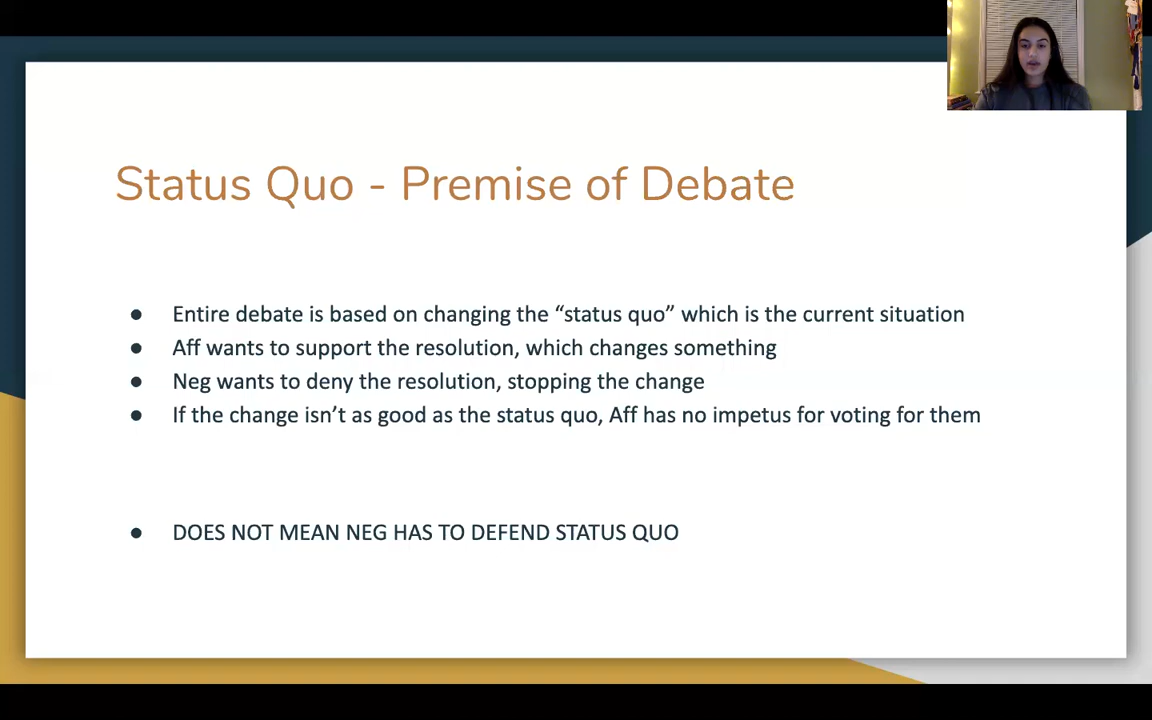 Status Quo - Premise of Debate
● Entire debate is based on changing the “status quo” which is the current situation
● Aff wants to support the resolution, which changes something
● Neg wants to deny the resolution, stopping the change
● If the change isn’t as good as the status quo, Aff has no impetus for voting for them
● DOES NOT MEAN NEG HAS TO DEFEND STATUS QUO